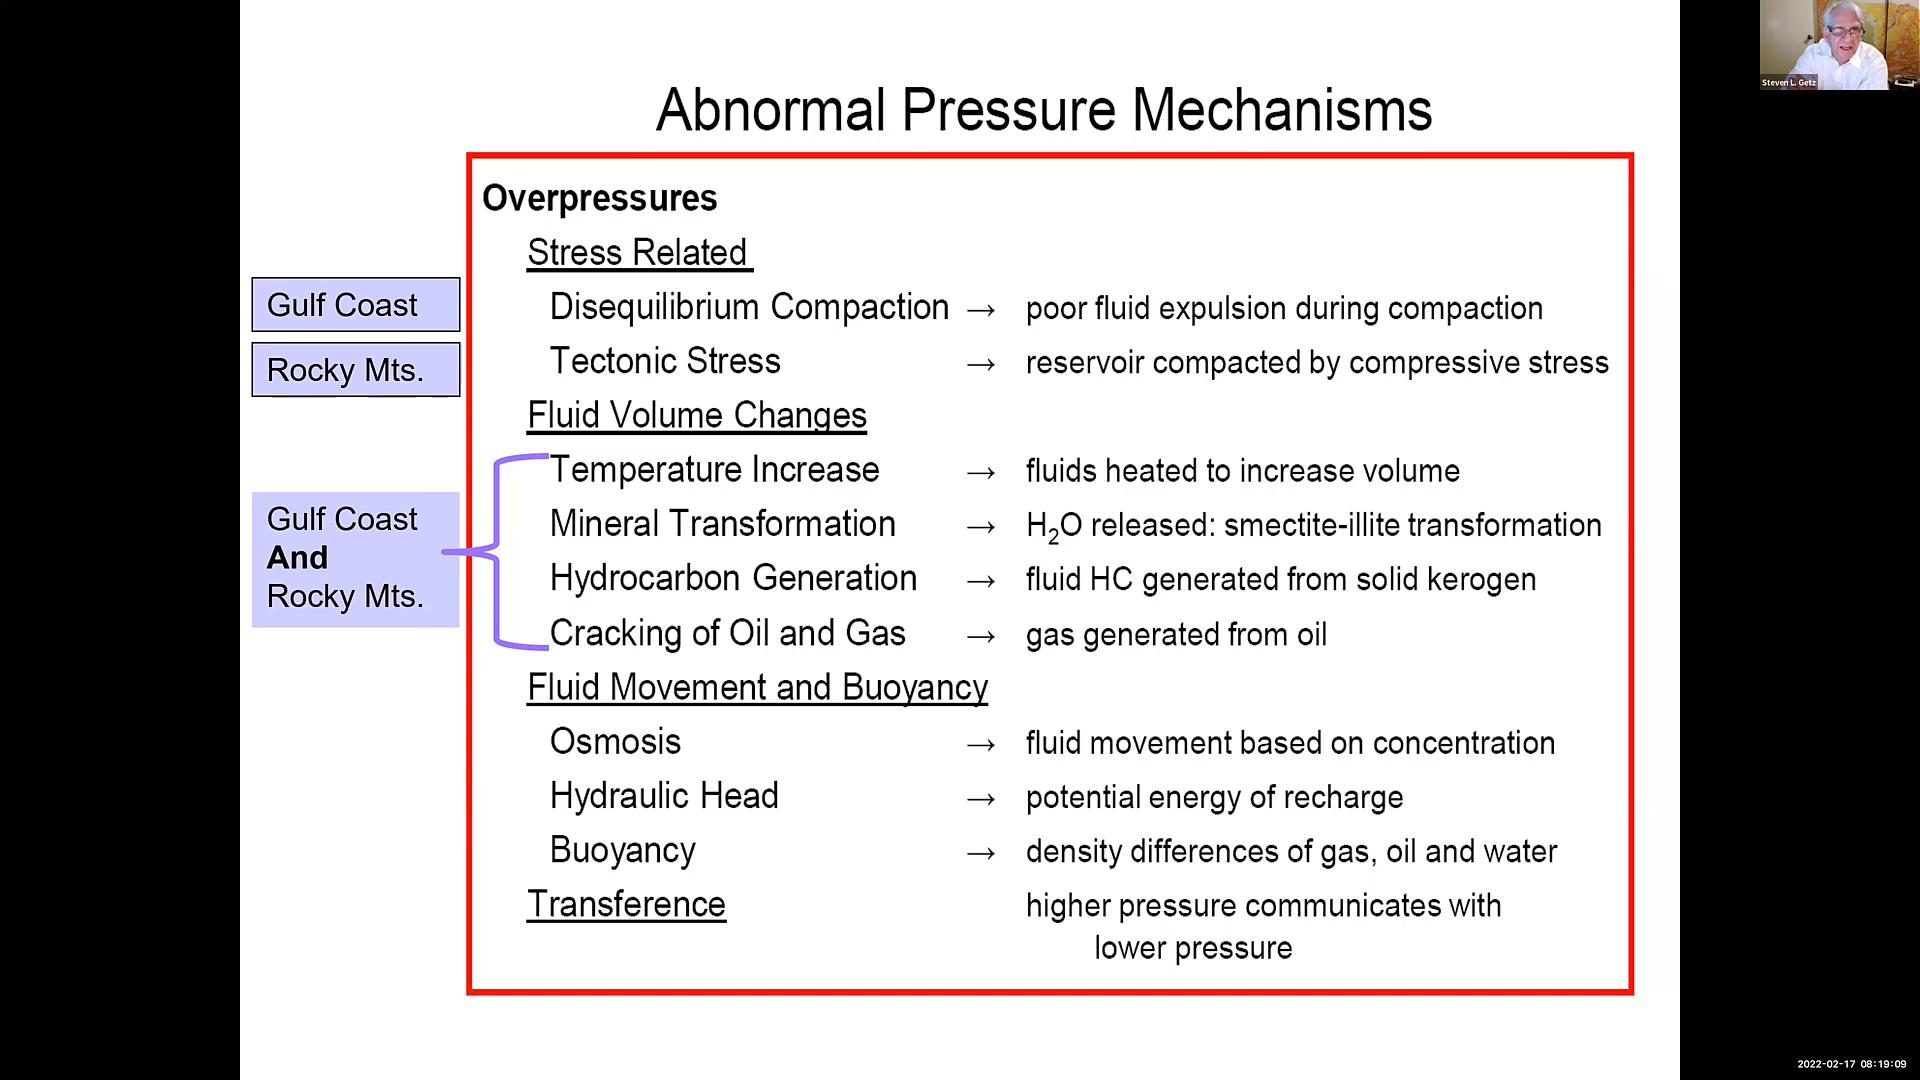 Steven L. Getz
Abnormal Pressure Mechanisms
Overpressures
Stress Related
Gulf Coast
Disequilibrium Compaction → poor fluid expulsion during compaction
Rocky Mts.
Tectonic Stress → reservoir compacted by compressive stress
Fluid Volume Changes
Temperature Increase → fluids heated to increase volume
Gulf Coast
And
Rocky Mts.
Mineral Transformation → H₂O released: smectite-illite transformation
Hydrocarbon Generation → fluid HC generated from solid kerogen
Cracking of Oil and Gas → gas generated from oil
Fluid Movement and Buoyancy
Osmosis → fluid movement based on concentration
Hydraulic Head → potential energy of recharge
Buoyancy → density differences of gas, oil and water
Transference higher pressure communicates with
lower pressure
2022-02-17 08:19:09